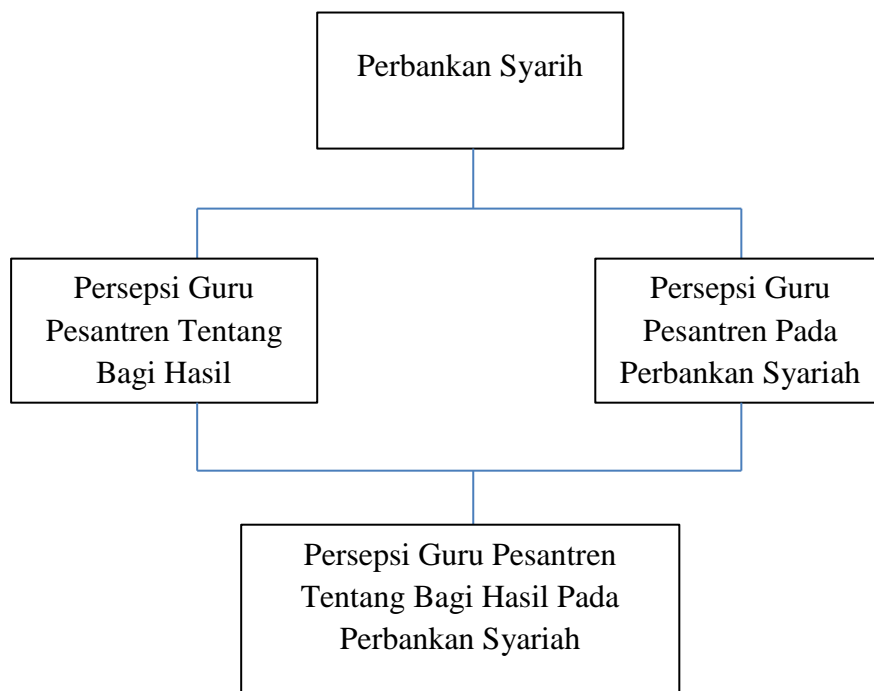 Perbankan Syarih
Persepsi Guru
Pesantren Tentang
Bagi Hasil
Persepsi Guru
Pesantren Pada
Perbankan Syariah
Persepsi Guru Pesantren
Tentang Bagi Hasil Pada
Perbankan Syariah